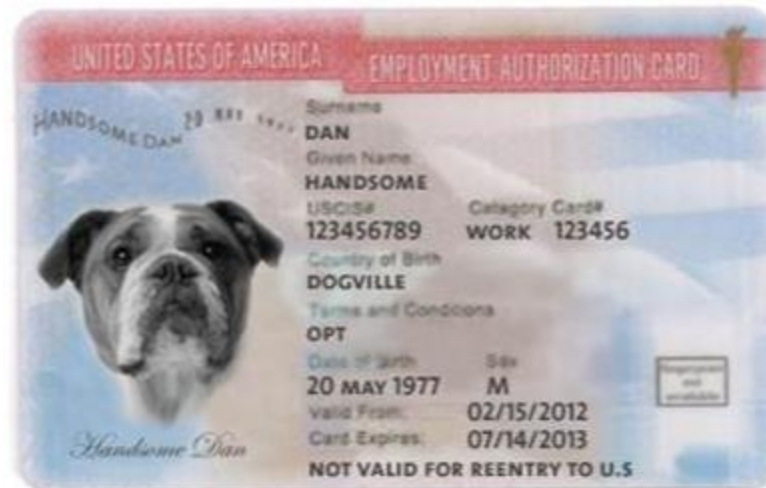 UNITED STATES OF AMERICA
EMPLOYMENT AUTHORIZATION CARD
HANDSOME DAN
Surname
DAN
Given Name
HANDSOME
USCIS# Category Card#
123456789 WORK 123456
Country of Birth
DOGVILLE
Terms and Conditions
OPT
Date of Birth Sex
20 MAY 1977 M
Valid From: 02/15/2012
Card Expires: 07/14/2013
NOT VALID FOR REENTRY TO U.S
Handsome Dan